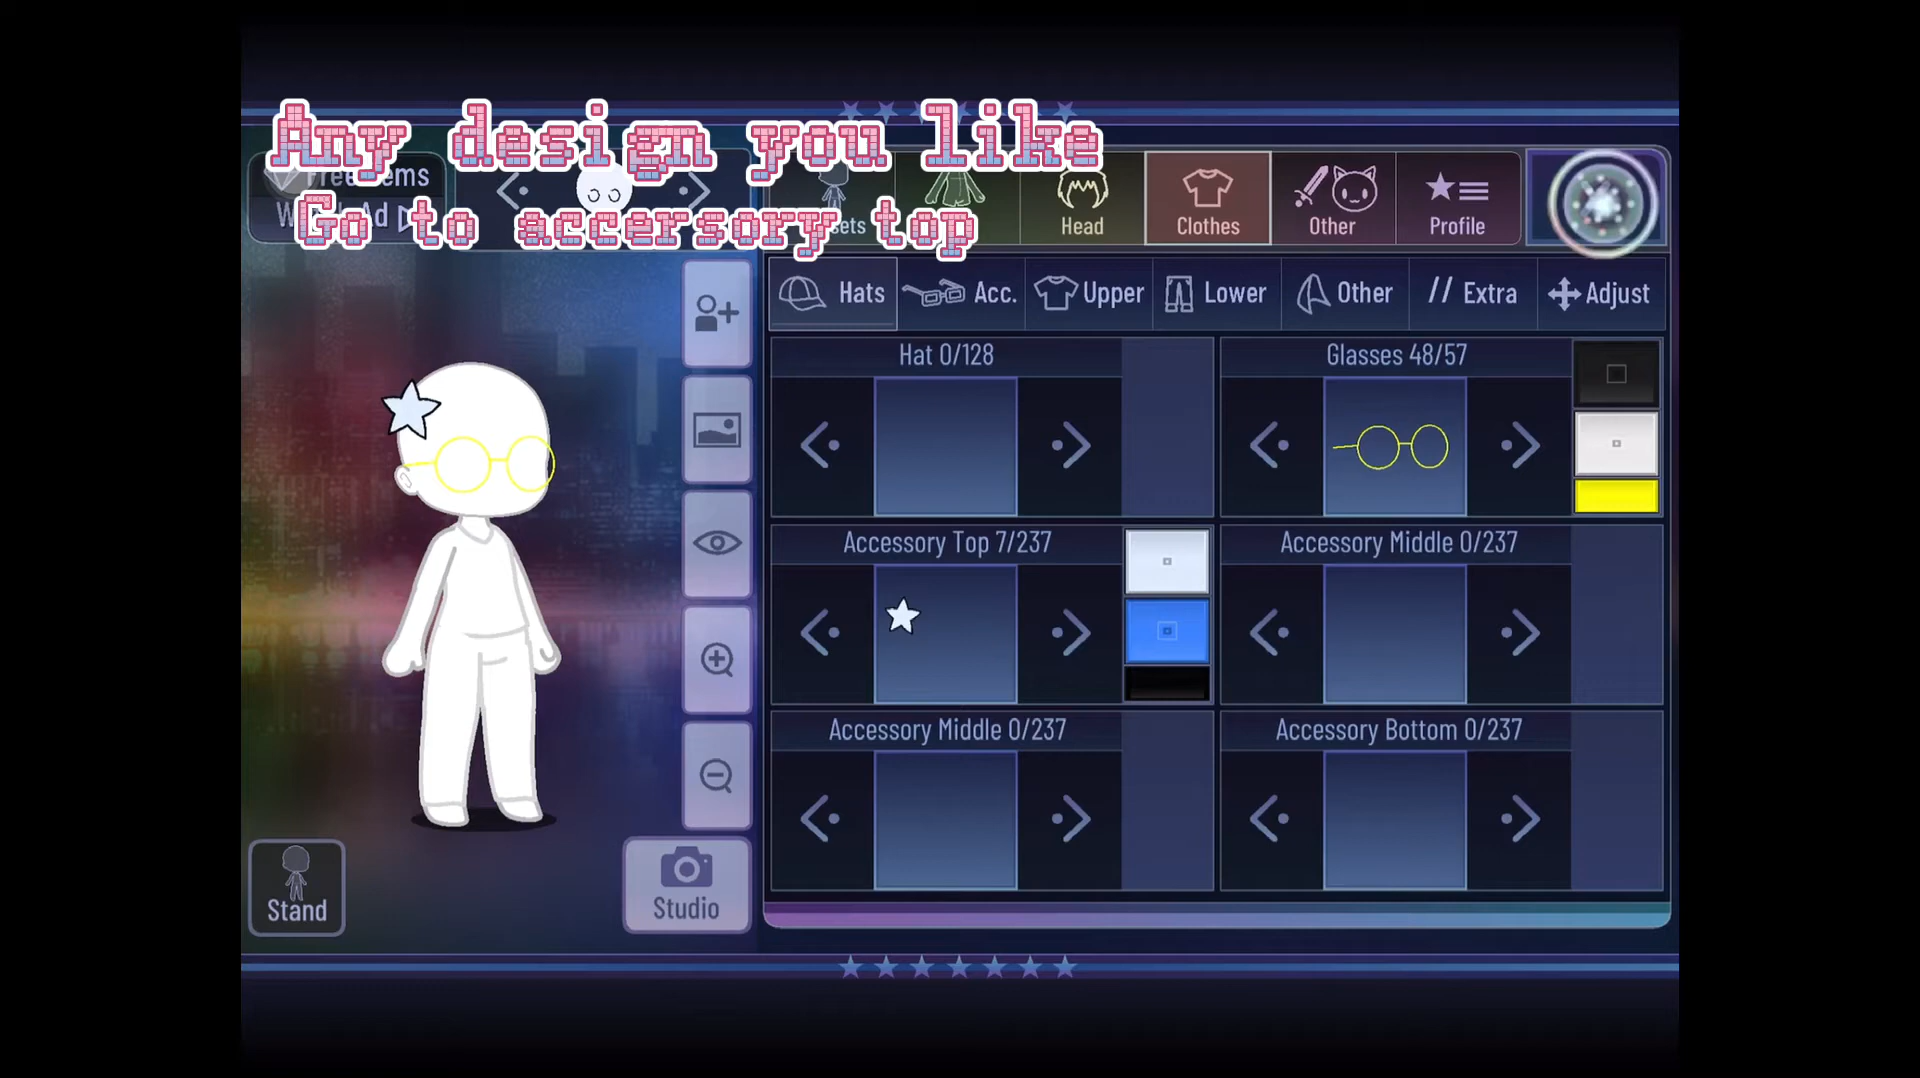 Any design you like
Go to accersory top
Head
Clothes
Other
Profile
Hats
Acc.
Upper
Lower
Other
// Extra
Adjust
Hat 0/128
Glasses 48/57
Accessory Top 7/237
Accessory Middle 0/237
Accessory Middle 0/237
Accessory Bottom 0/237
Stand
Studio